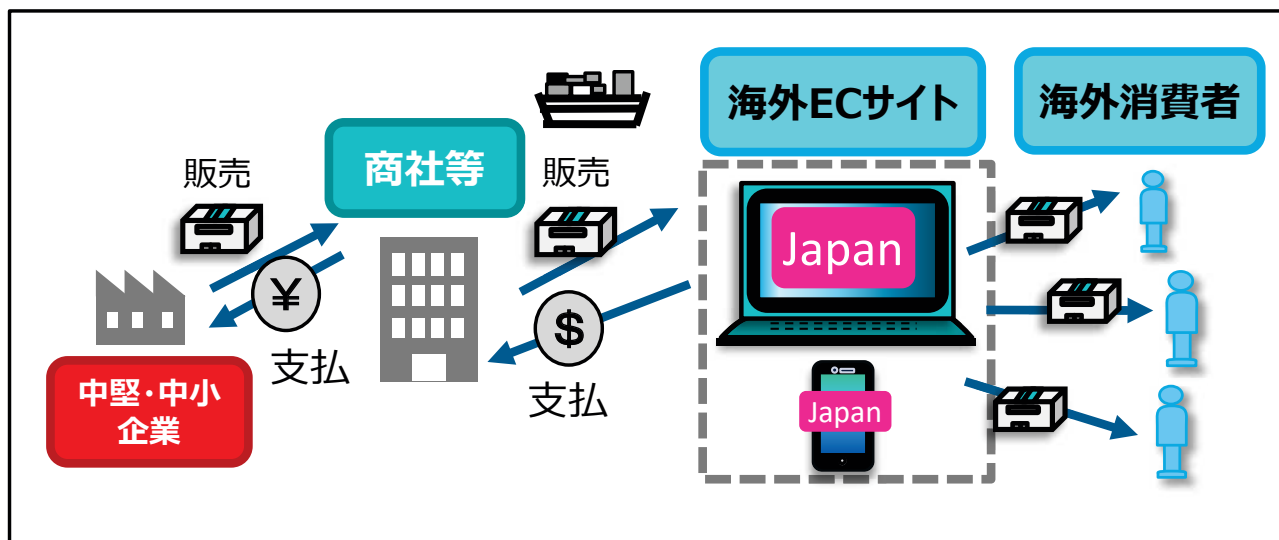 海外ECサイト
海外消費者
商社等
販売
販売
Japan
¥
$
支払
支払
Japan
中堅･中小
企業